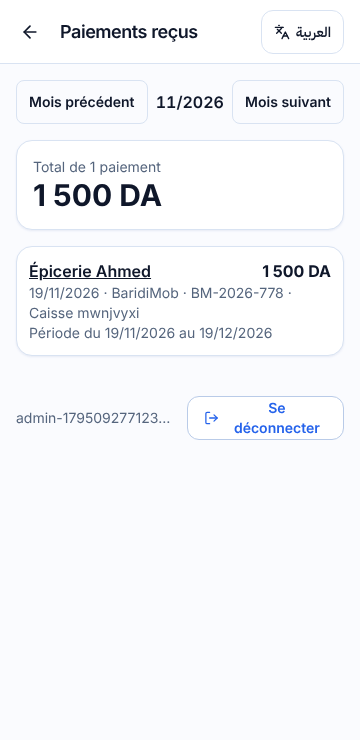 Paiements reçus
العربية
Mois précédent
11/2026
Mois suivant
Total de 1 paiement
1 500 DA
Épicerie Ahmed
1 500 DA
19/11/2026 · BaridiMob · BM-2026-778 ·
Caisse mwnjvyxi
Période du 19/11/2026 au 19/12/2026
admin-179509277123...
Se
déconnecter